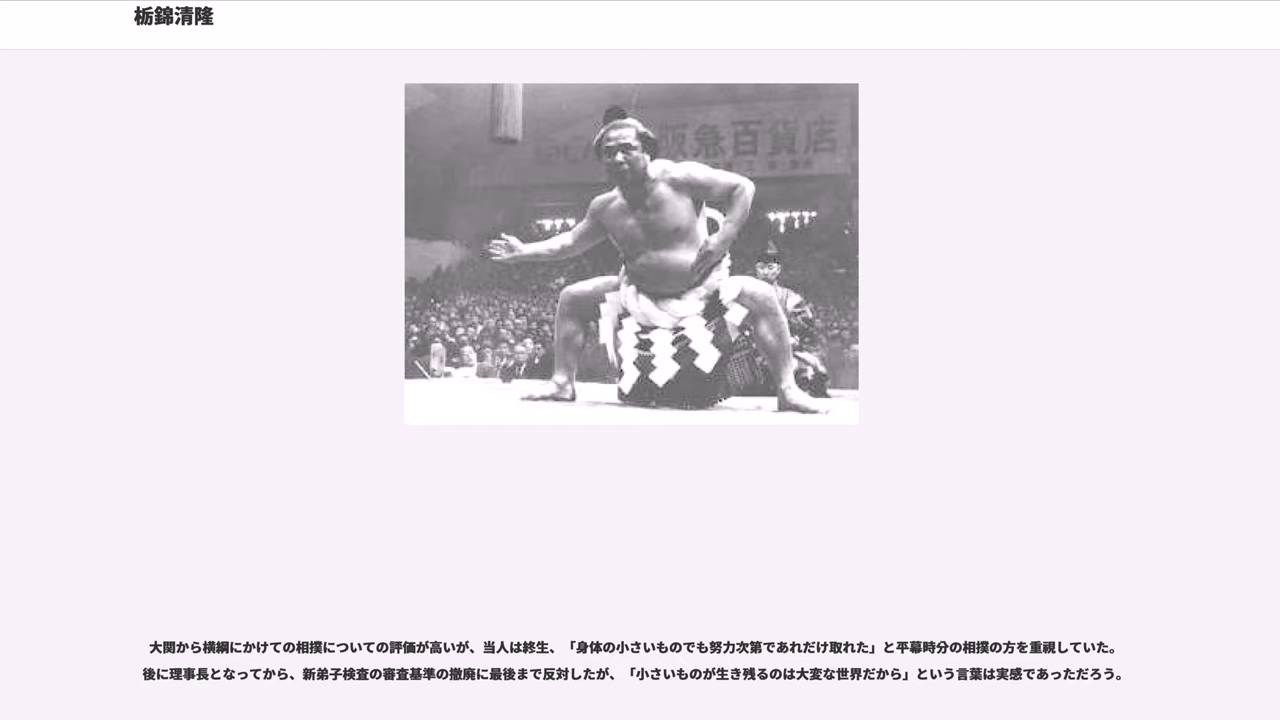 栃錦清隆
阪急百貨店
大関から横綱にかけての相撲についての評価が高いが、当人は終生、「身体の小さいものでも努力次第であれだけ取れた」と平幕時分の相撲の方を重視していた。
後に理事長となってから、新弟子検査の審査基準の撤廃に最後まで反対したが、「小さいものが生き残るのは大変な世界だから」という言葉は実感であっただろう。